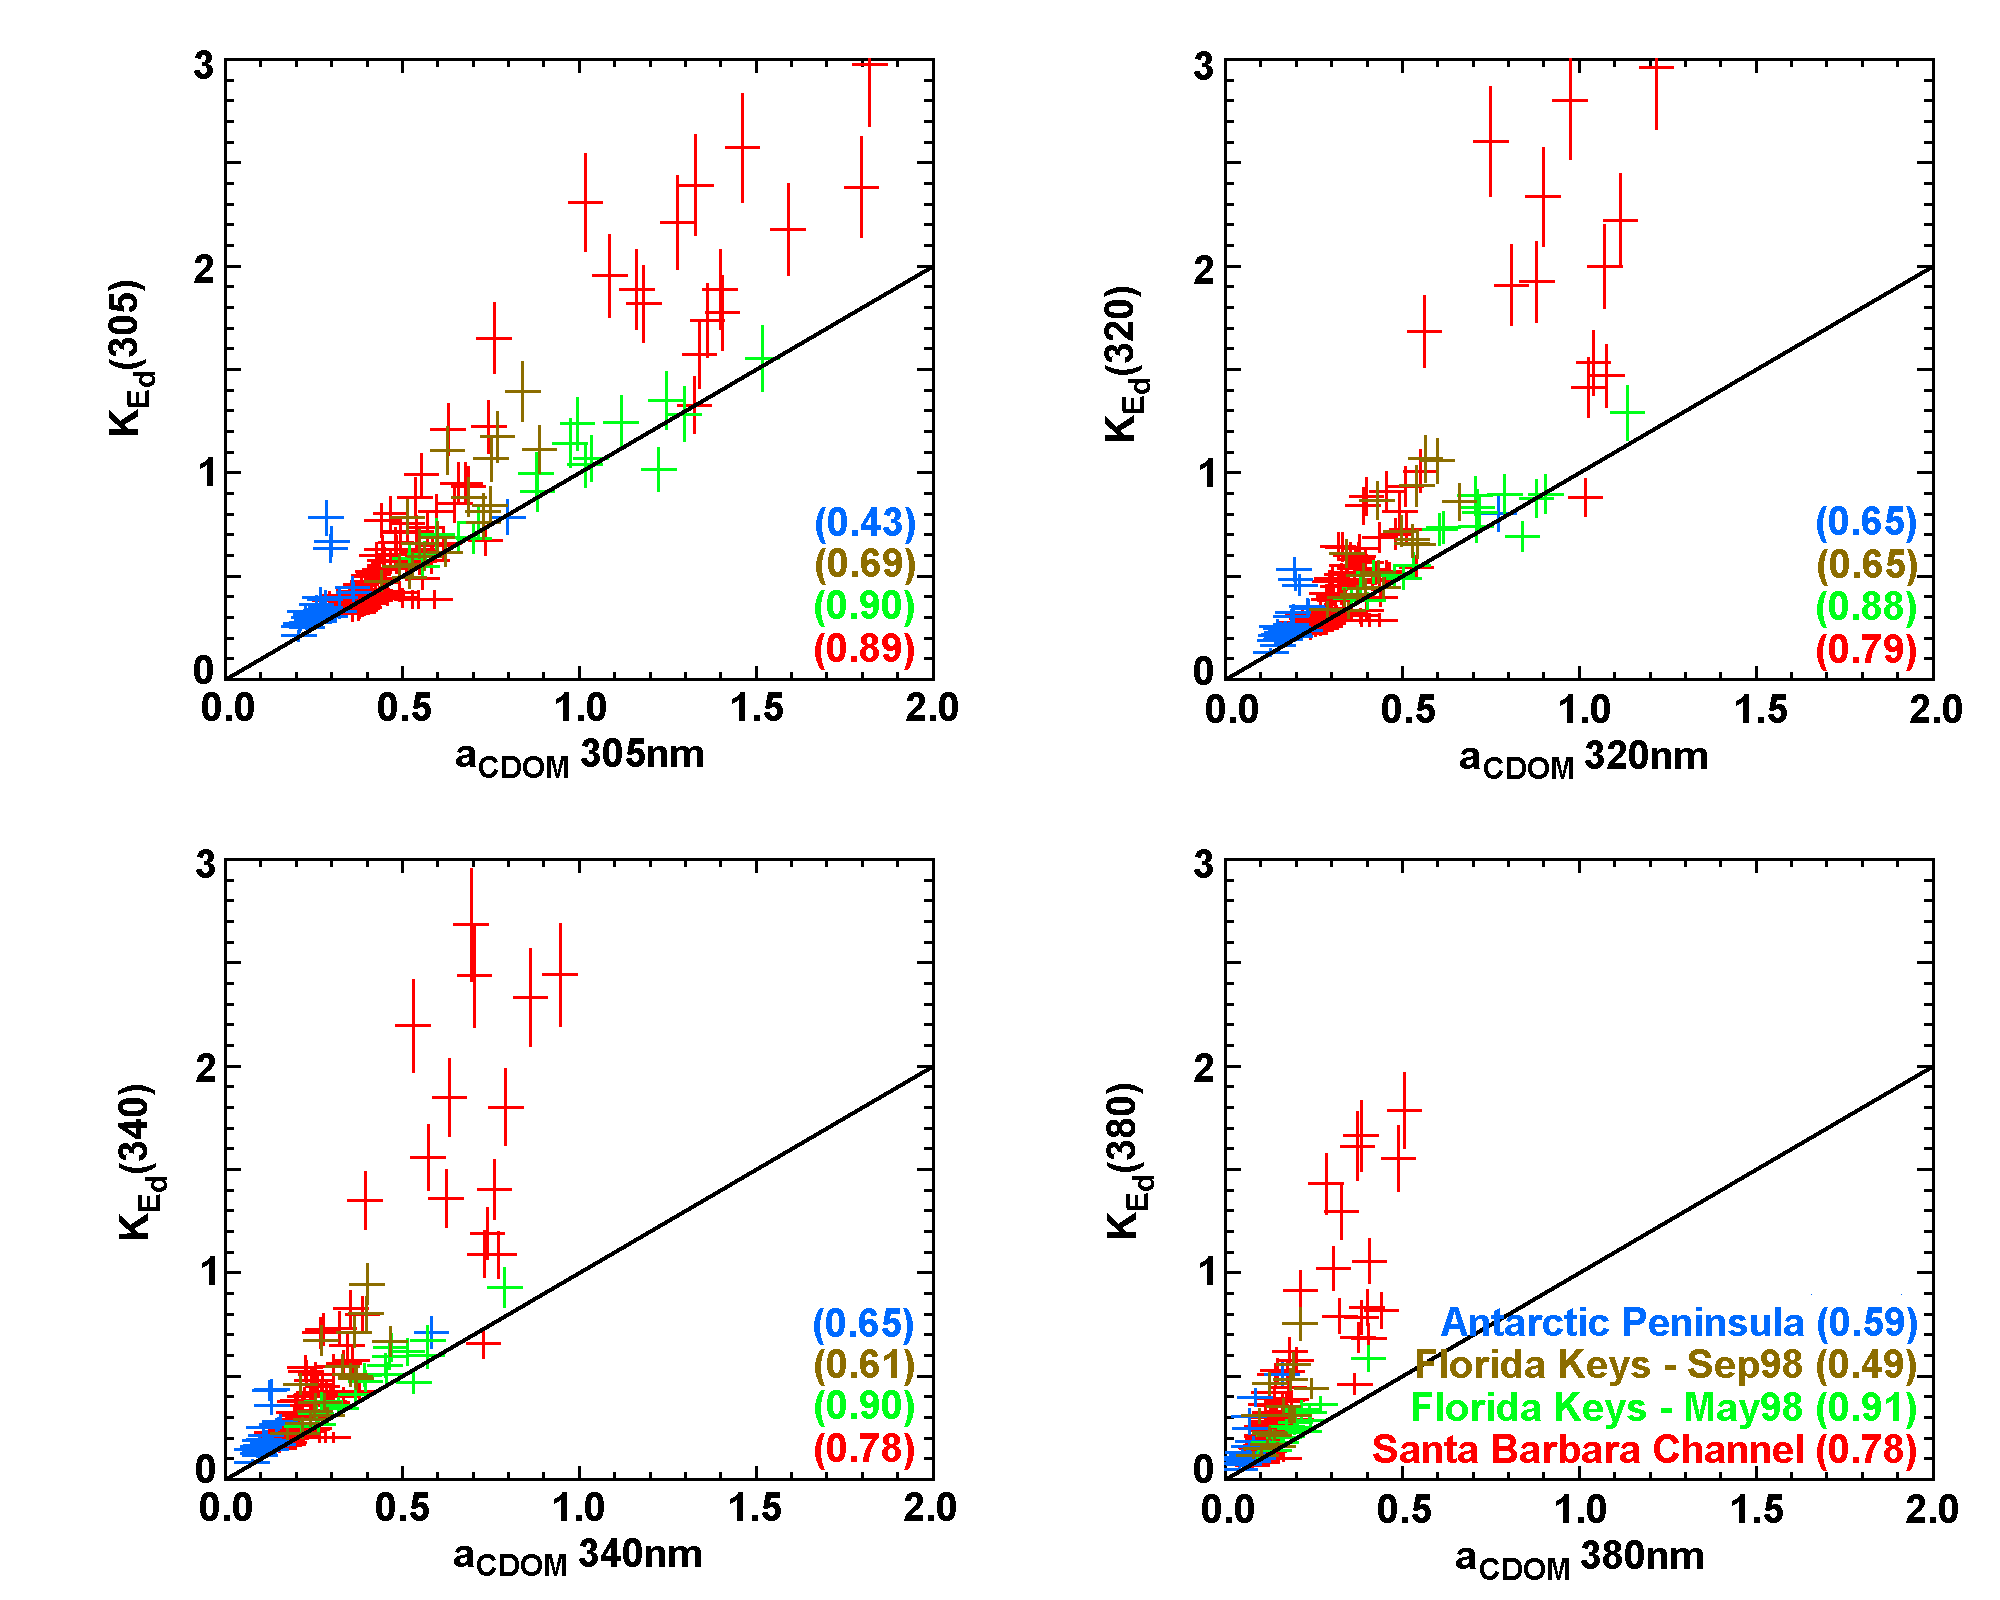 3
2
1
0
K_Ed(305)
(0.43)
(0.69)
(0.90)
(0.89)
0.0 0.5 1.0 1.5 2.0
a_CDOM 305nm
3
2
1
0
K_Ed(320)
(0.65)
(0.65)
(0.88)
(0.79)
0.0 0.5 1.0 1.5 2.0
a_CDOM 320nm
3
2
1
0
K_Ed(340)
(0.65)
(0.61)
(0.90)
(0.78)
0.0 0.5 1.0 1.5 2.0
a_CDOM 340nm
3
2
1
0
K_Ed(380)
Antarctic Peninsula (0.59)
Florida Keys - Sep98 (0.49)
Florida Keys - May98 (0.91)
Santa Barbara Channel (0.78)
0.0 0.5 1.0 1.5 2.0
a_CDOM 380nm